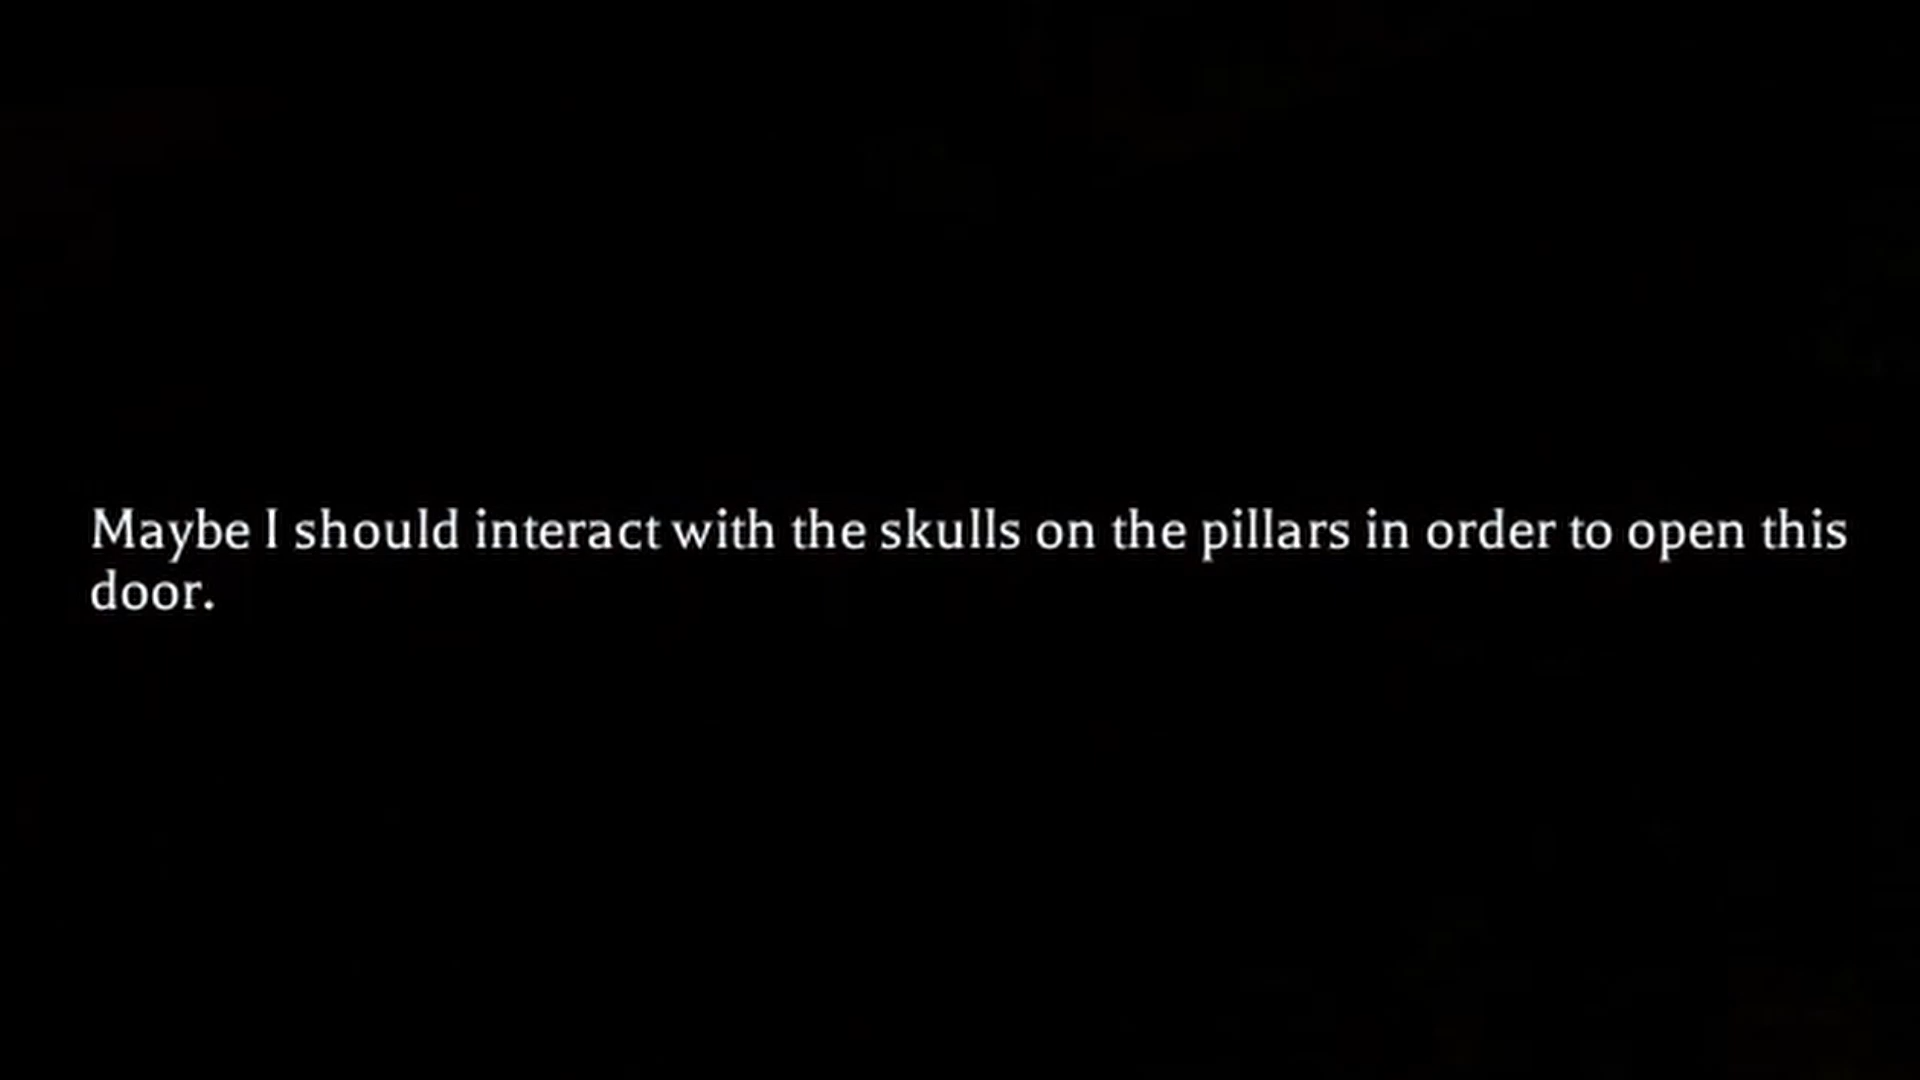 Maybe I should interact with the skulls on the pillars in order to open this
door.